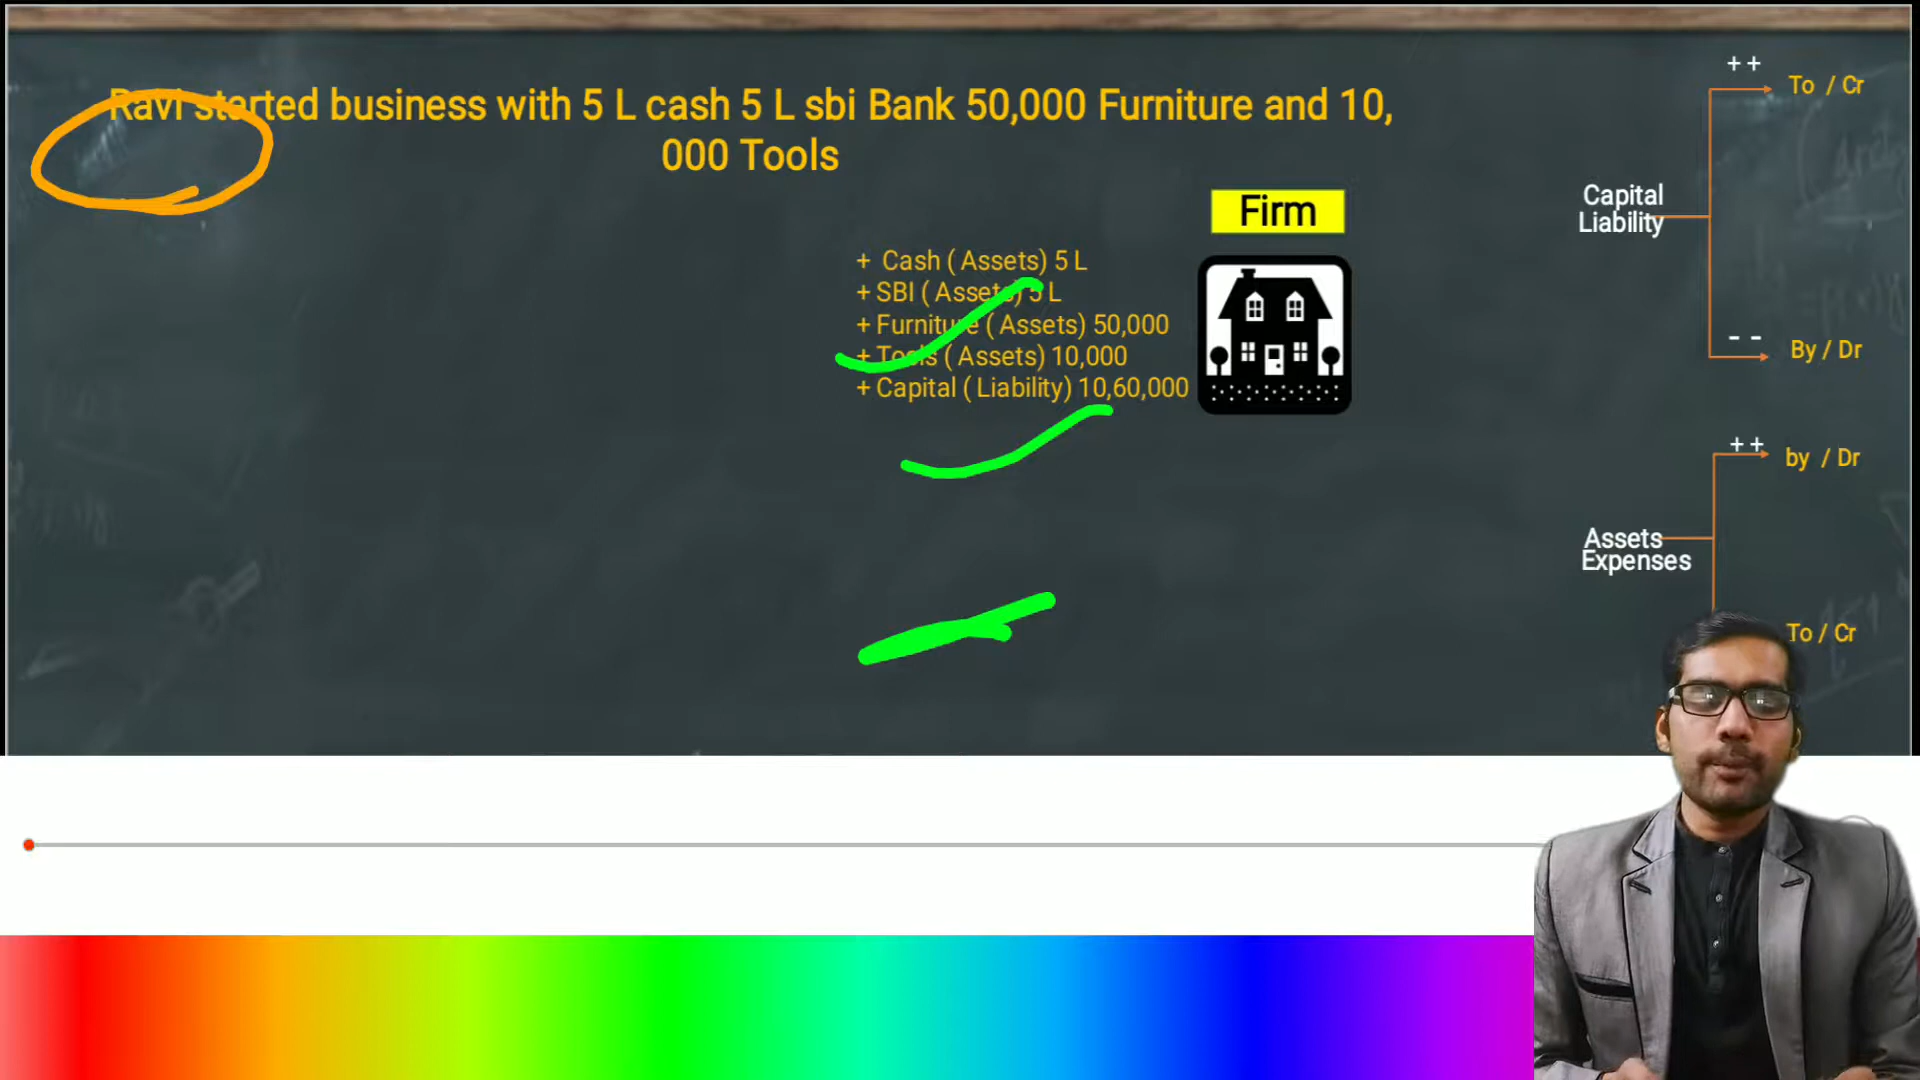 Ravi started business with 5 L cash 5 L sbi Bank 50,000 Furniture and 10,
000 Tools
Firm
+ Cash ( Assets) 5 L
+ SBI ( Assets) 5 L
+ Furniture ( Assets) 50,000
+ Tools ( Assets) 10,000
+ Capital ( Liability) 10,60,000
+ +
To / Cr
Capital
Liability
- -
By / Dr
+ +
by / Dr
Assets
Expenses
To / Cr